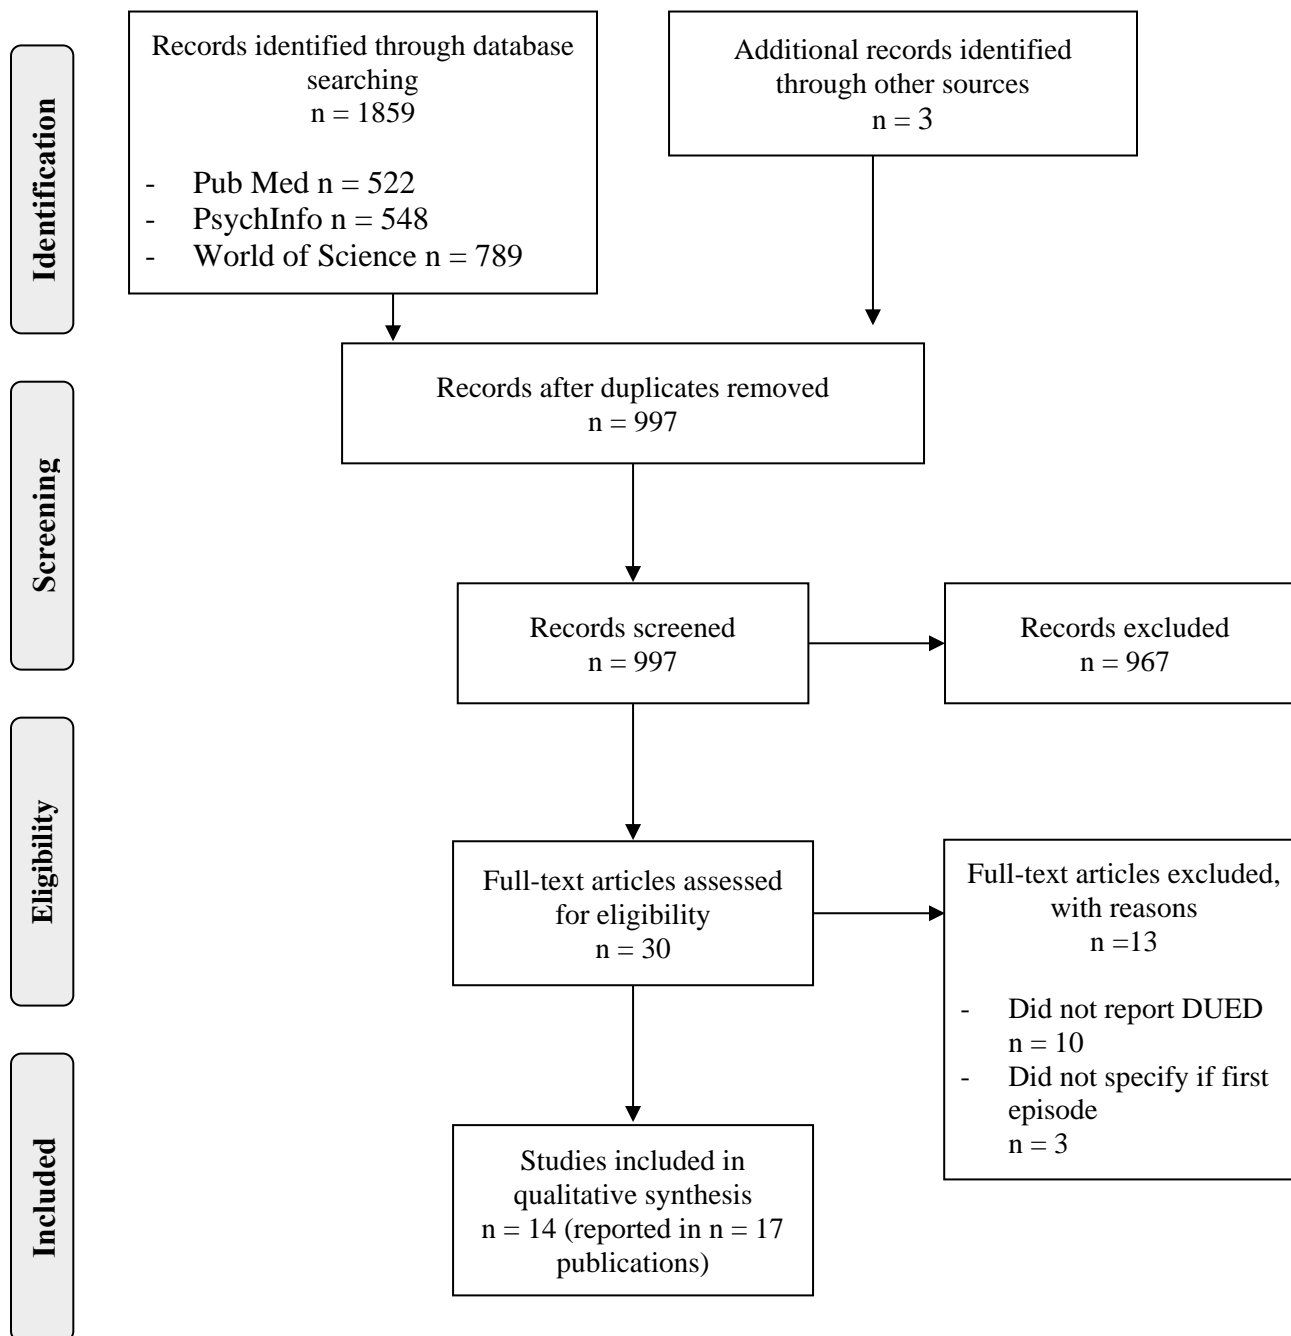 Identification
Records identified through database
searching
n = 1859
- Pub Med n = 522
- PsychInfo n = 548
- World of Science n = 789
Additional records identified
through other sources
n = 3
Records after duplicates removed
n = 997
Screening
Records screened
n = 997
Records excluded
n = 967
Eligibility
Full-text articles assessed
for eligibility
n = 30
Full-text articles excluded,
with reasons
n =13
- Did not report DUED
n = 10
- Did not specify if first
episode
n = 3
Included
Studies included in
qualitative synthesis
n = 14 (reported in n = 17
publications)